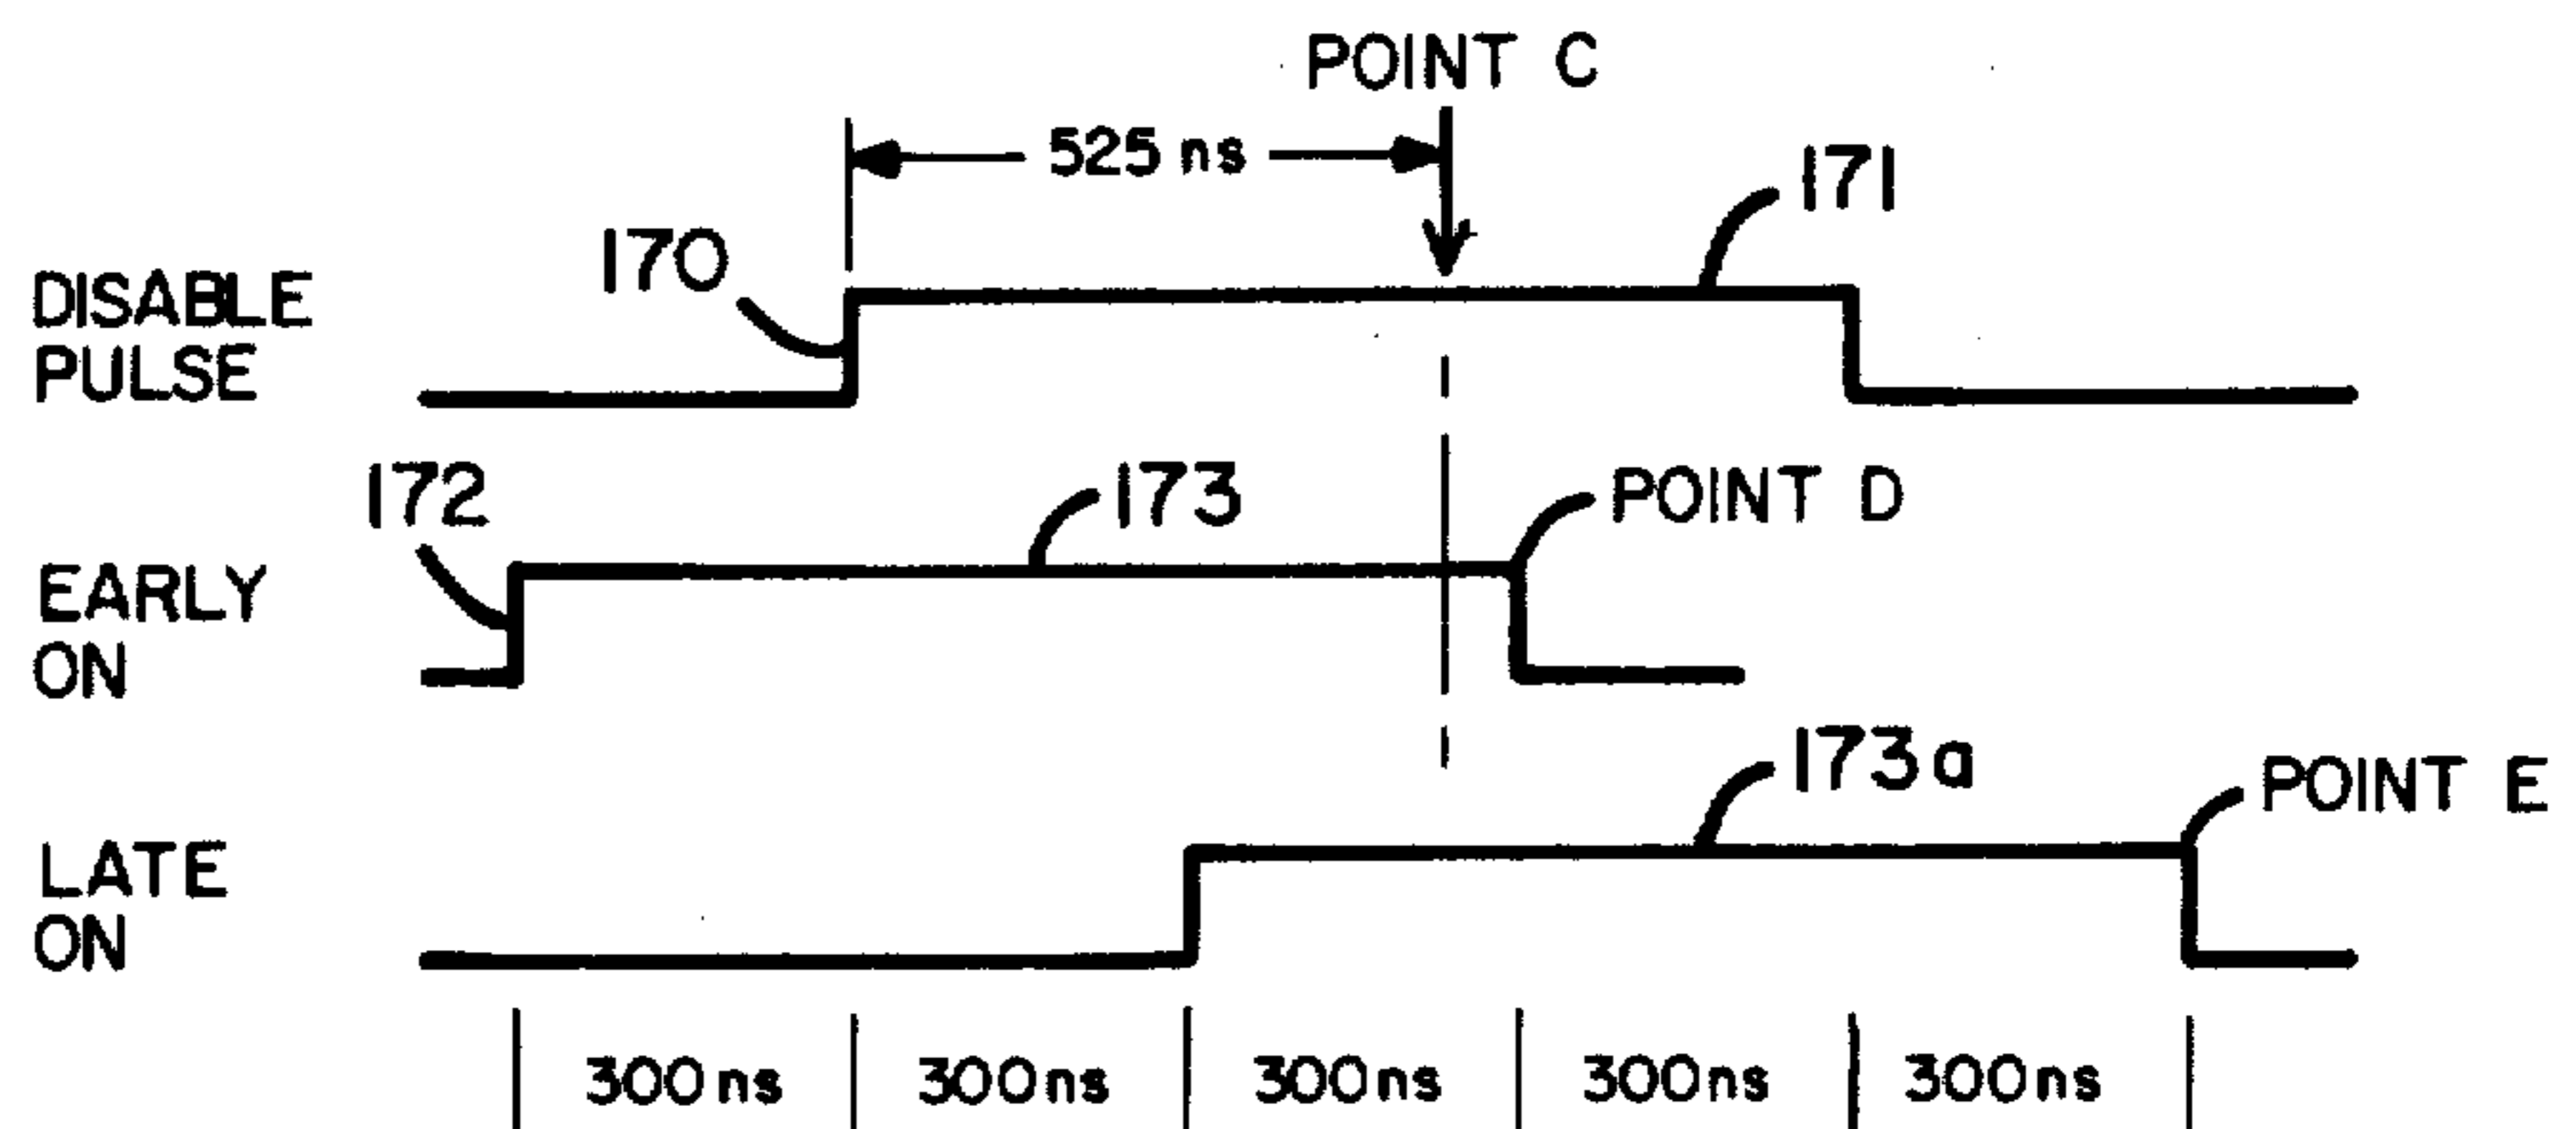 POINT C
525 ns
171
170
DISABLE
PULSE
172
173
POINT D
EARLY
ON
173a
POINT E
LATE
ON
300ns 300ns 300ns 300ns 300ns